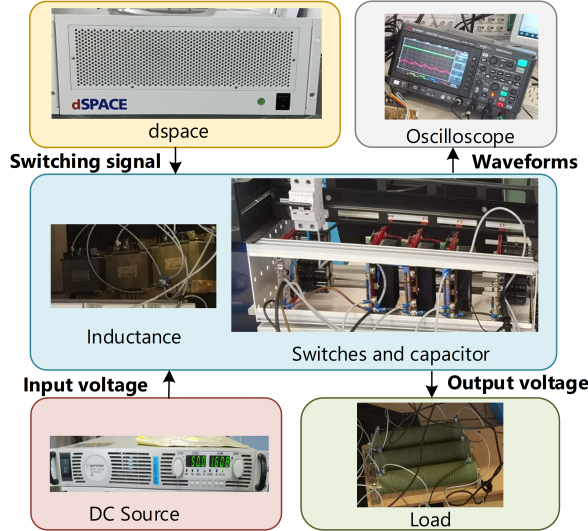 dSPACE
dspace
Oscilloscope
Switching signal
Waveforms
Inductance
Switches and capacitor
Input voltage
Output voltage
DC Source
Load